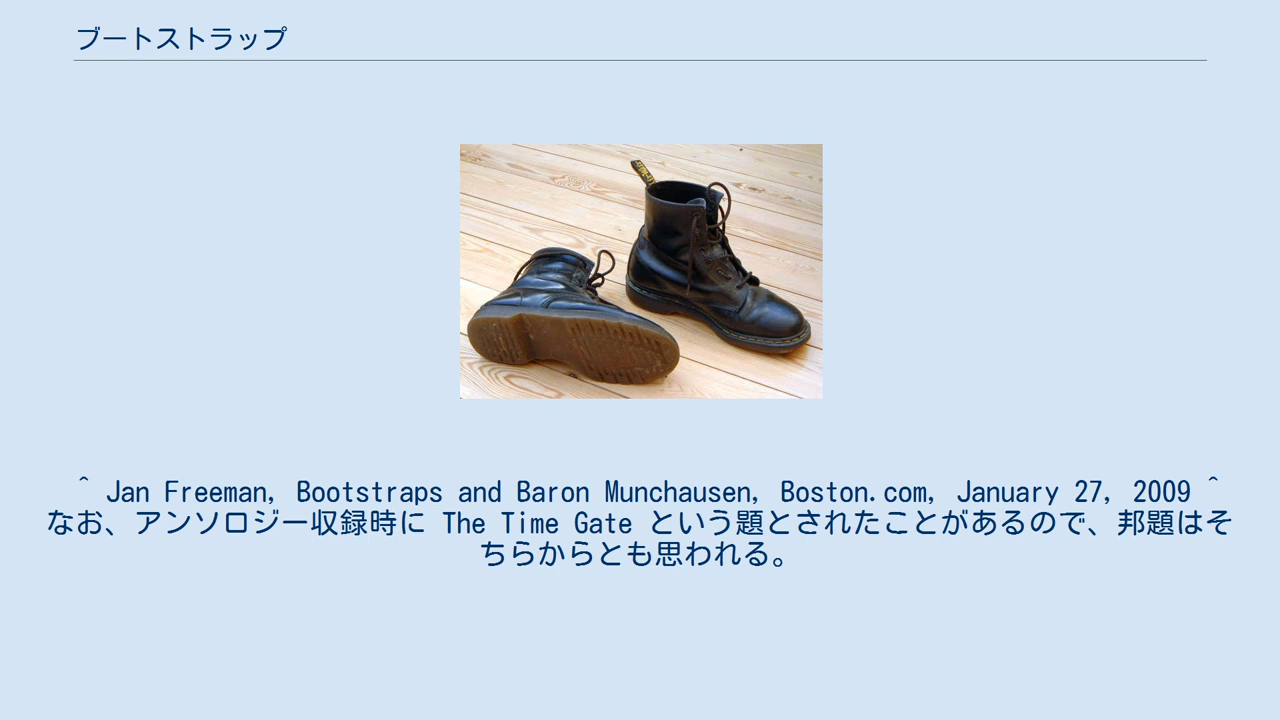 ブートストラップ
^ Jan Freeman, Bootstraps and Baron Munchausen, Boston.com, January 27, 2009 ^
なお、アンソロジー収録時に The Time Gate という題とされたことがあるので、邦題はそ
ちらからとも思われる。